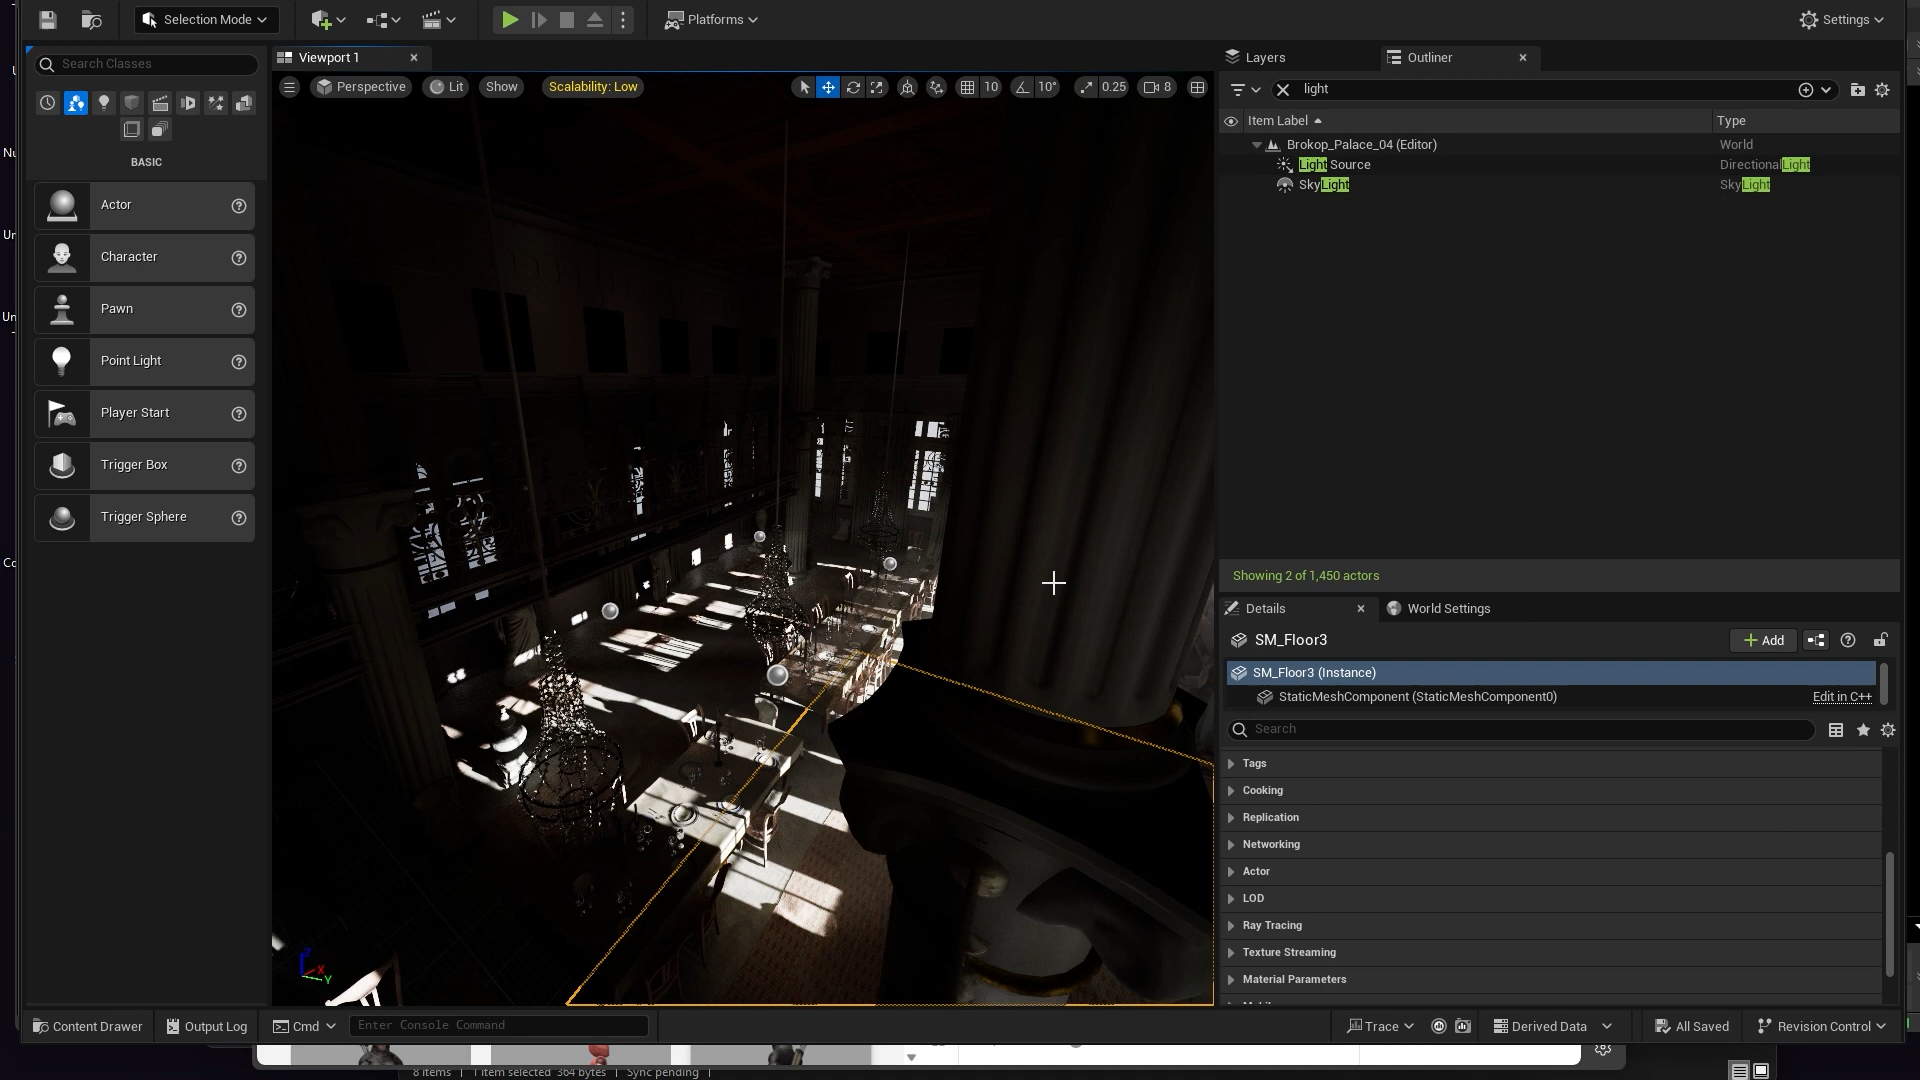 Selection Mode
Platforms
Settings
Search Classes
Viewport 1
Layers
Outliner
Perspective
Lit
Show
Scalability: Low
10
10°
0.25
8
light
Item Label
Type
BASIC
Brokop_Palace_04 (Editor)
World
Light Source
DirectionalLight
SkyLight
SkyLight
Actor
Character
Pawn
Point Light
Player Start
Trigger Box
Trigger Sphere
Showing 2 of 1,450 actors
Details
World Settings
SM_Floor3
Add
SM_Floor3 (Instance)
StaticMeshComponent (StaticMeshComponent0)
Edit in C++
Search
Tags
Cooking
Replication
Networking
Actor
LOD
Ray Tracing
Texture Streaming
Material Parameters
X
Y
Content Drawer
Output Log
Cmd
Enter Console Command
Trace
Derived Data
All Saved
Revision Control
8 items
1 item selected 364 bytes
Sync pending